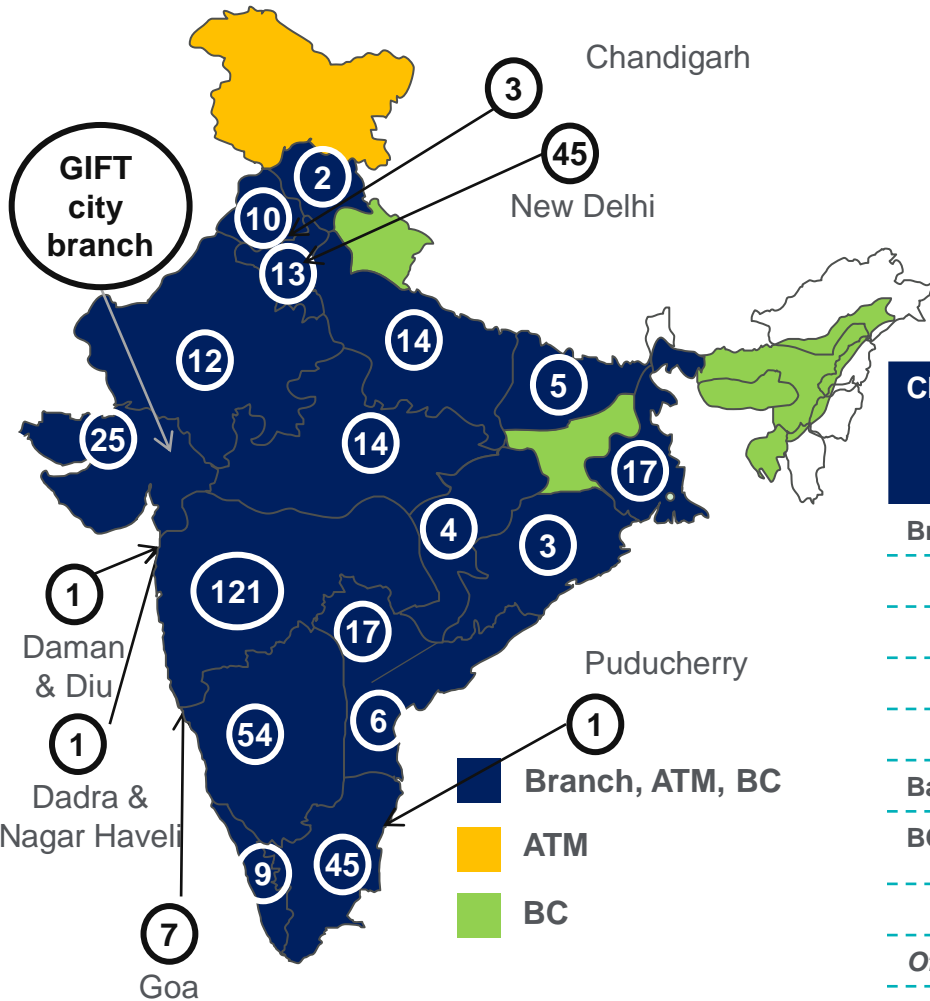 Chandigarh
3
45
New Delhi
GIFT
city
branch
2
10
13
14
12
5
25
14
17
4
3
121
1
Daman
& Diu
17
Puducherry
1
54
6
1
Dadra &
Nagar Haveli
Branch, ATM, BC
ATM
BC
9
45
7
Goa